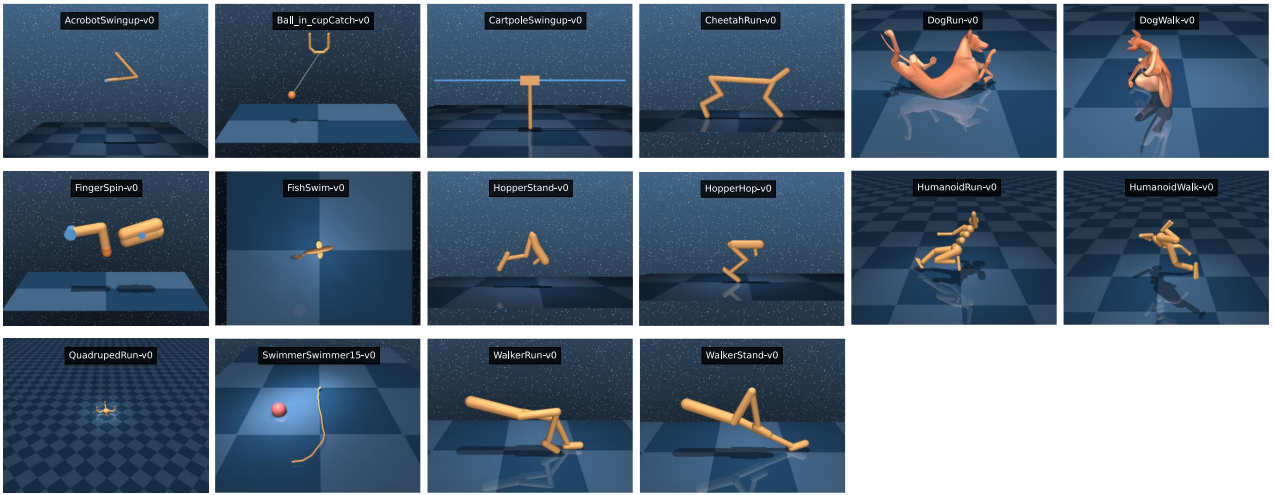 AcrobotSwingup-v0
Ball_in_cupCatch-v0
CartpoleSwingup-v0
CheetahRun-v0
DogRun-v0
DogWalk-v0
FingerSpin-v0
FishSwim-v0
HopperStand-v0
HopperHop-v0
HumanoidRun-v0
HumanoidWalk-v0
QuadrupedRun-v0
SwimmerSwimmer15-v0
WalkerRun-v0
WalkerStand-v0